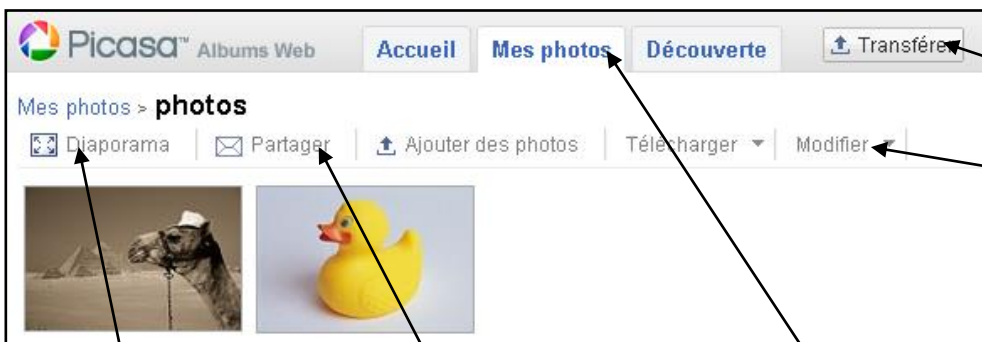 Picasa™ Albums Web Accueil Mes photos Découverte Transférer
Mes photos > photos
Diaporama Partager Ajouter des photos Télécharger Modifier